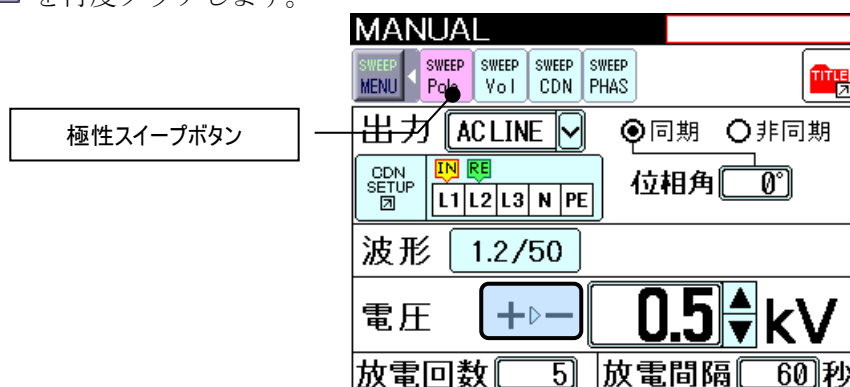 を再度タッチします。
MANUAL
SWEEP MENU
SWEEP Pole
SWEEP Vol
SWEEP CDN
SWEEP PHAS
TITLE
極性スイープボタン
出力 AC LINE 同期 非同期
CDN SETUP
IN RE
L1 L2 L3 N PE
位相角 0°
波形 1.2/50
電圧 +▷− 0.5 kV
放電回数 5 放電間隔 60 秒